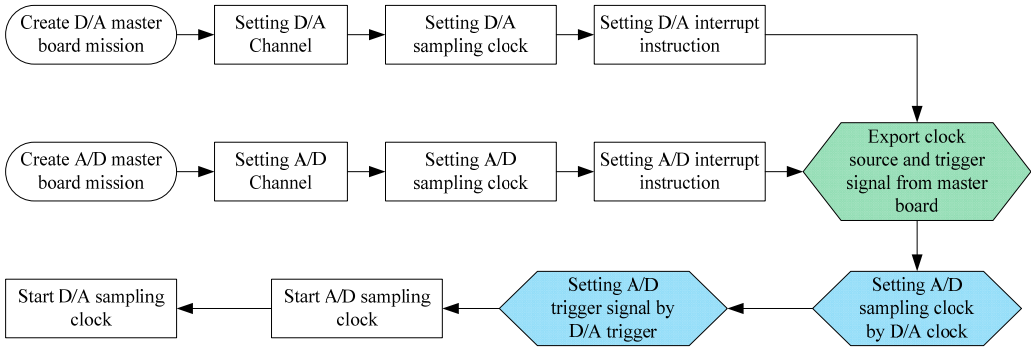 Create D/A master
board mission
Setting D/A
Channel
Setting D/A
sampling clock
Setting D/A interrupt
instruction
Create A/D master
board mission
Setting A/D
Channel
Setting A/D
sampling clock
Setting A/D interrupt
instruction
Export clock
source and trigger
signal from master
board
Setting A/D
sampling clock
by D/A clock
Setting A/D
trigger signal by
D/A trigger
Start A/D sampling
clock
Start D/A sampling
clock